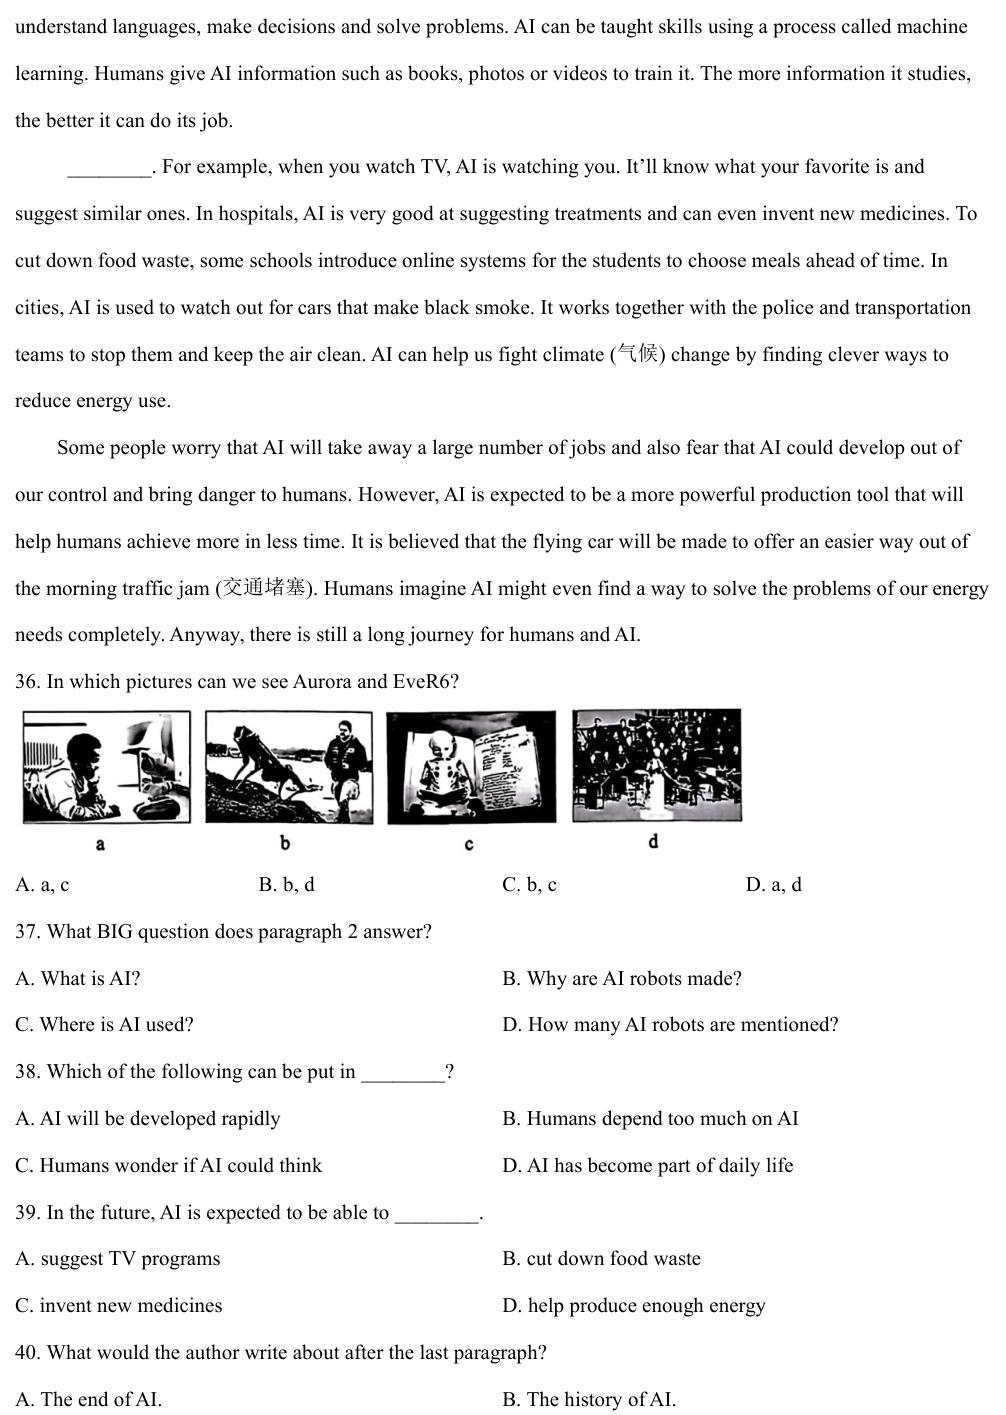 understand languages, make decisions and solve problems. AI can be taught skills using a process called machine
learning. Humans give AI information such as books, photos or videos to train it. The more information it studies,
the better it can do its job.
________. For example, when you watch TV, AI is watching you. It’ll know what your favorite is and
suggest similar ones. In hospitals, AI is very good at suggesting treatments and can even invent new medicines. To
cut down food waste, some schools introduce online systems for the students to choose meals ahead of time. In
cities, AI is used to watch out for cars that make black smoke. It works together with the police and transportation
teams to stop them and keep the air clean. AI can help us fight climate (气候) change by finding clever ways to
reduce energy use.
Some people worry that AI will take away a large number of jobs and also fear that AI could develop out of
our control and bring danger to humans. However, AI is expected to be a more powerful production tool that will
help humans achieve more in less time. It is believed that the flying car will be made to offer an easier way out of
the morning traffic jam (交通堵塞). Humans imagine AI might even find a way to solve the problems of our energy
needs completely. Anyway, there is still a long journey for humans and AI.
36. In which pictures can we see Aurora and EveR6?
a b c d
A. a, c B. b, d C. b, c D. a, d
37. What BIG question does paragraph 2 answer?
A. What is AI? B. Why are AI robots made?
C. Where is AI used? D. How many AI robots are mentioned?
38. Which of the following can be put in ________?
A. AI will be developed rapidly B. Humans depend too much on AI
C. Humans wonder if AI could think D. AI has become part of daily life
39. In the future, AI is expected to be able to ________.
A. suggest TV programs B. cut down food waste
C. invent new medicines D. help produce enough energy
40. What would the author write about after the last paragraph?
A. The end of AI. B. The history of AI.